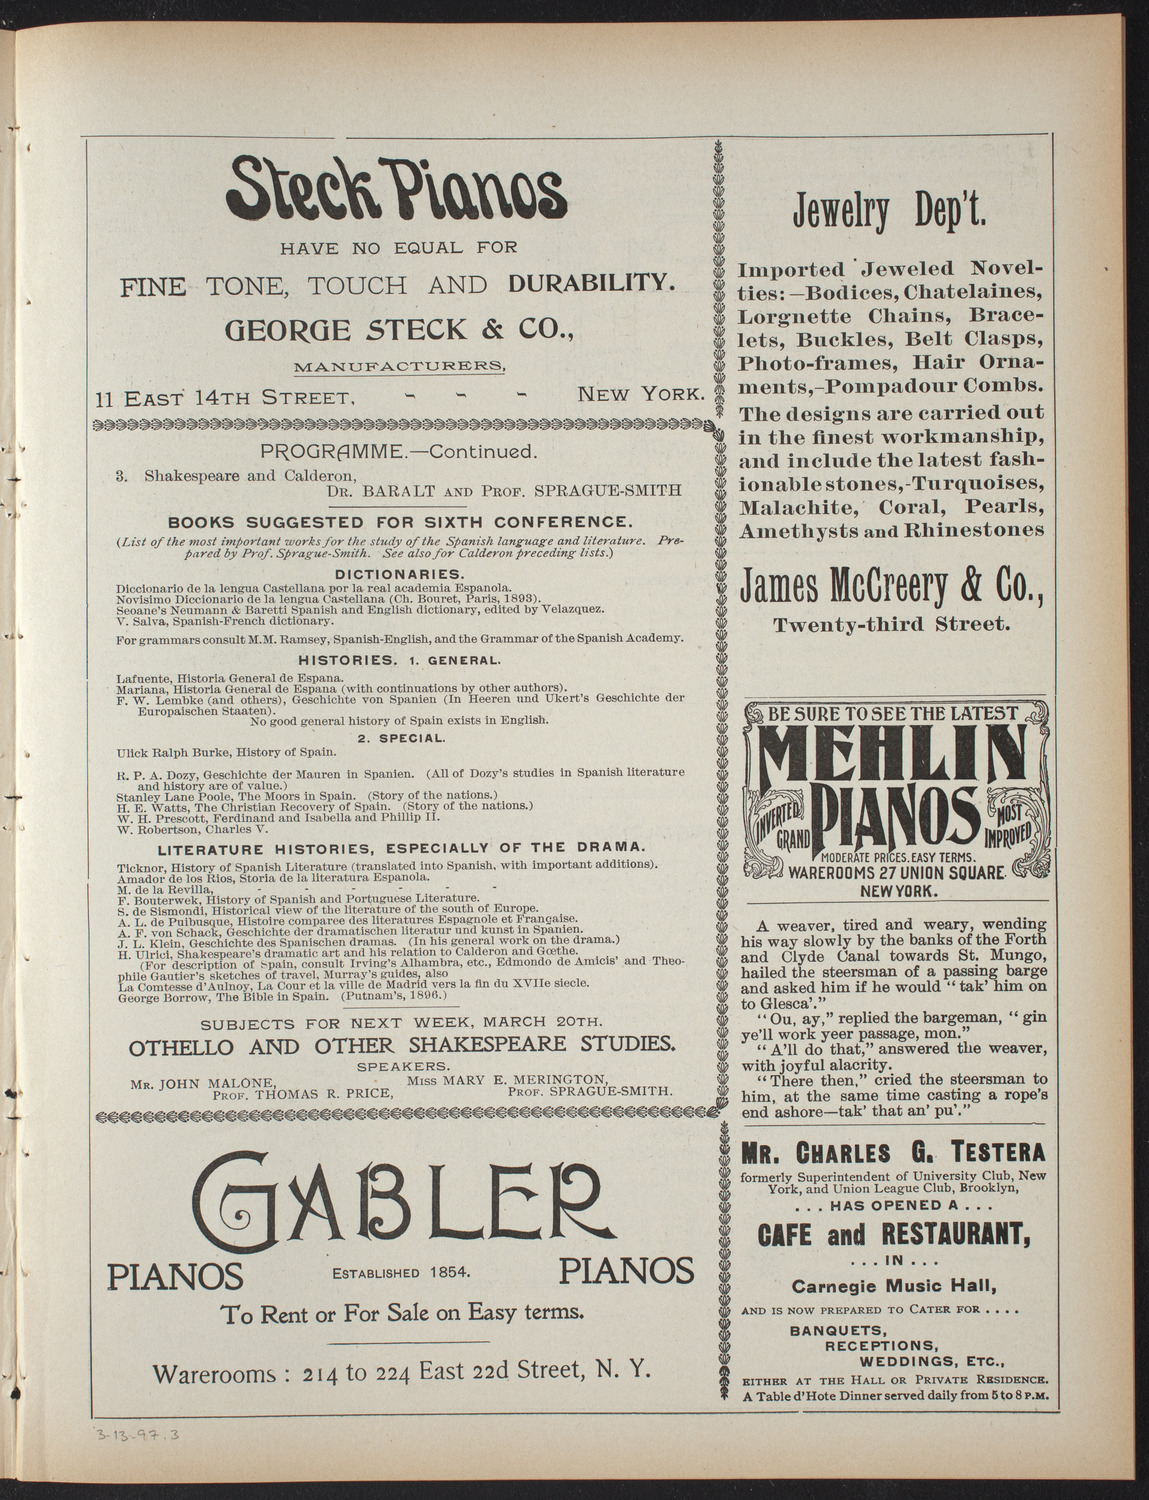 Steck Pianos
HAVE NO EQUAL FOR
FINE TONE, TOUCH AND DURABILITY.
GEORGE STECK & CO.,
MANUFACTURERS,
11 EAST 14TH STREET, - - - NEW YORK.
PROGRAMME.—Continued.
3. Shakespeare and Calderon,
DR. BARALT AND PROF. SPRAGUE-SMITH
BOOKS SUGGESTED FOR SIXTH CONFERENCE.
(List of the most important works for the study of the Spanish language and literature. Pre-
pared by Prof. Sprague-Smith. See also for Calderon preceding lists.)
DICTIONARIES.
Diccionario de la lengua Castellana por la real academia Espanola.
Novisimo Diccionario de la lengua Castellana (Ch. Bouret, Paris, 1893).
Seoane's Neumann & Baretti Spanish and English dictionary, edited by Velazquez.
V. Salva, Spanish-French dictionary.
For grammars consult M.M. Ramsey, Spanish-English, and the Grammar of the Spanish Academy.
HISTORIES. 1. GENERAL.
Lafuente, Historia General de Espana.
Mariana, Historia General de Espana (with continuations by other authors).
F. W. Lembke (and others), Geschichte von Spanien (In Heeren und Ukert's Geschichte der
Europaischen Staaten).
No good general history of Spain exists in English.
2. SPECIAL.
Ulick Ralph Burke, History of Spain.
R. P. A. Dozy, Geschichte der Mauren in Spanien. (All of Dozy's studies in Spanish literature
and history are of value.)
Stanley Lane Poole, The Moors in Spain. (Story of the nations.)
H. E. Watts, The Christian Recovery of Spain. (Story of the nations.)
W. H. Prescott, Ferdinand and Isabella and Phillip II.
W. Robertson, Charles V.
LITERATURE HISTORIES, ESPECIALLY OF THE DRAMA.
Ticknor, History of Spanish Literature (translated into Spanish, with important additions).
Amador de los Rios, Storia de la literatura Espanola.
M. de la Revilla, - - - - - -
F. Bouterwek, History of Spanish and Portuguese Literature.
S. de Sismondi, Historical view of the literature of the south of Europe.
A. L. de Puibusque, Histoire comparee des literatures Espagnole et Française.
A. F. von Schack, Geschichte der dramatischen literatur und kunst in Spanien.
J. L. Klein, Geschichte des Spanischen dramas. (In his general work on the drama.)
H. Ulrici, Shakespeare's dramatic art and his relation to Calderon and Gœthe.
(For description of Spain, consult Irving's Alhambra, etc., Edmondo de Amicis' and Theo-
phile Gautier's sketches of travel, Murray's guides, also
La Comtesse d'Aulnoy, La Cour et la ville de Madrid vers la fin du XVIIe siecle.
George Borrow, The Bible in Spain. (Putnam's, 1896.)
SUBJECTS FOR NEXT WEEK, MARCH 20TH.
OTHELLO AND OTHER SHAKESPEARE STUDIES.
SPEAKERS.
MR. JOHN MALONE, MISS MARY E. MERINGTON,
PROF. THOMAS R. PRICE, PROF. SPRAGUE-SMITH.
GABLER
PIANOS ESTABLISHED 1854. PIANOS
To Rent or For Sale on Easy terms.
Warerooms : 214 to 224 East 22d Street, N. Y.
Jewelry Dep't.
Imported Jeweled Novel-
ties:—Bodices, Chatelaines,
Lorgnette Chains, Brace-
lets, Buckles, Belt Clasps,
Photo-frames, Hair Orna-
ments,-Pompadour Combs.
The designs are carried out
in the finest workmanship,
and include the latest fash-
ionable stones,-Turquoises,
Malachite, Coral, Pearls,
Amethysts and Rhinestones
James McCreery & Co.,
Twenty-third Street.
BE SURE TO SEE THE LATEST
MEHLIN
PIANOS
INVERTED GRAND
MOST IMPROVED
MODERATE PRICES. EASY TERMS.
WAREROOMS 27 UNION SQUARE
NEW YORK.
A weaver, tired and weary, wending
his way slowly by the banks of the Forth
and Clyde Canal towards St. Mungo,
hailed the steersman of a passing barge
and asked him if he would "tak' him on
to Glesca'."
"Ou, ay," replied the bargeman, "gin
ye'll work yeer passage, mon."
"A'll do that," answered the weaver,
with joyful alacrity.
"There then," cried the steersman to
him, at the same time casting a rope's
end ashore—tak' that an' pu'."
MR. CHARLES G. TESTERA
formerly Superintendent of University Club, New
York, and Union League Club, Brooklyn,
. . . HAS OPENED A . . .
CAFE and RESTAURANT,
. . . IN . . .
Carnegie Music Hall,
AND IS NOW PREPARED TO CATER FOR . . . .
BANQUETS,
RECEPTIONS,
WEDDINGS, ETC.,
EITHER AT THE HALL OR PRIVATE RESIDENCE.
A Table d'Hote Dinner served daily from 5 to 8 P.M.
3-13-97.3